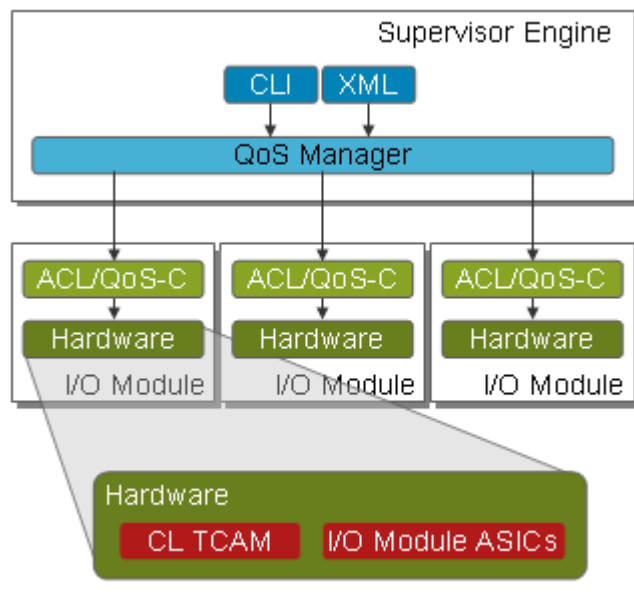 Supervisor Engine
CLI XML
QoS Manager
ACL/QoS-C ACL/QoS-C ACL/QoS-C
Hardware Hardware Hardware
I/O Module I/O Module I/O Module
Hardware
CL TCAM I/O Module ASICs